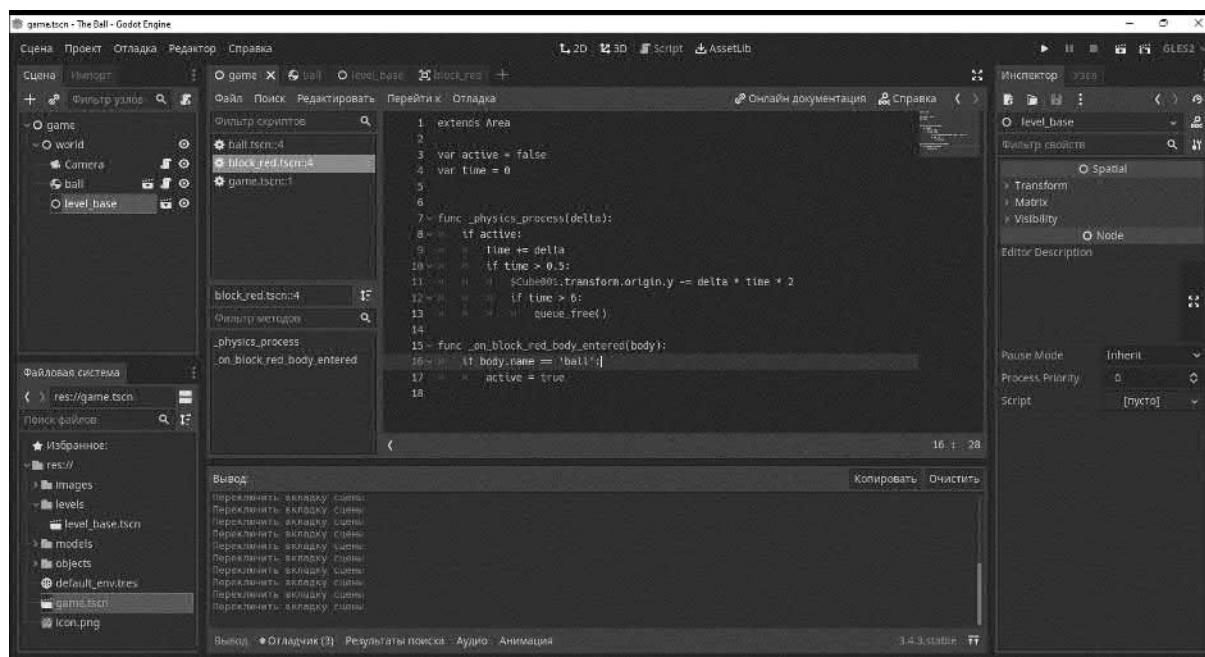 game.tscn - The Ball - Godot Engine
Сцена Проект Отладка Редактор Справка
2D 3D Script AssetLib
GLES2
Сцена Импорт
game ball level_base block_red
Инспектор Узел
Фильтр узлов
Файл Поиск Редактировать Перейти к Отладка
Онлайн документация Справка
game
world
Camera
ball
level_base
Фильтр скриптов
ball.tscn::4
block_red.tscn::4
game.tscn::1
block_red.tscn::4
Фильтр методов
_physics_process
_on_block_red_body_entered
1 extends Area
2
3 var active = false
4 var time = 0
5
6
7 func _physics_process(delta):
8 if active:
9 time += delta
10 if time > 0.5:
11 $Cube001.transform.origin.y -= delta * time * 2
12 if time > 6:
13 queue_free()
14
15 func _on_block_red_body_entered(body):
16 if body.name == 'ball':
17 active = true
18
16 : 28
level_base
Фильтр свойств
Spatial
Transform
Matrix
Visibility
Node
Editor Description
Pause Mode Inherit
Process Priority 0
Script [пусто]
Файловая система
res://game.tscn
Поиск файлов
Избранное:
res://
images
levels
level_base.tscn
models
objects
default_env.tres
game.tscn
icon.png
Вывод:
Копировать Очистить
Переключить вкладку сцены
Переключить вкладку сцены
Переключить вкладку сцены
Переключить вкладку сцены
Переключить вкладку сцены
Переключить вкладку сцены
Переключить вкладку сцены
Переключить вкладку сцены
Переключить вкладку сцены
Переключить вкладку сцены
Вывод Отладчик (3) Результаты поиска Аудио Анимация
3.4.3.stable